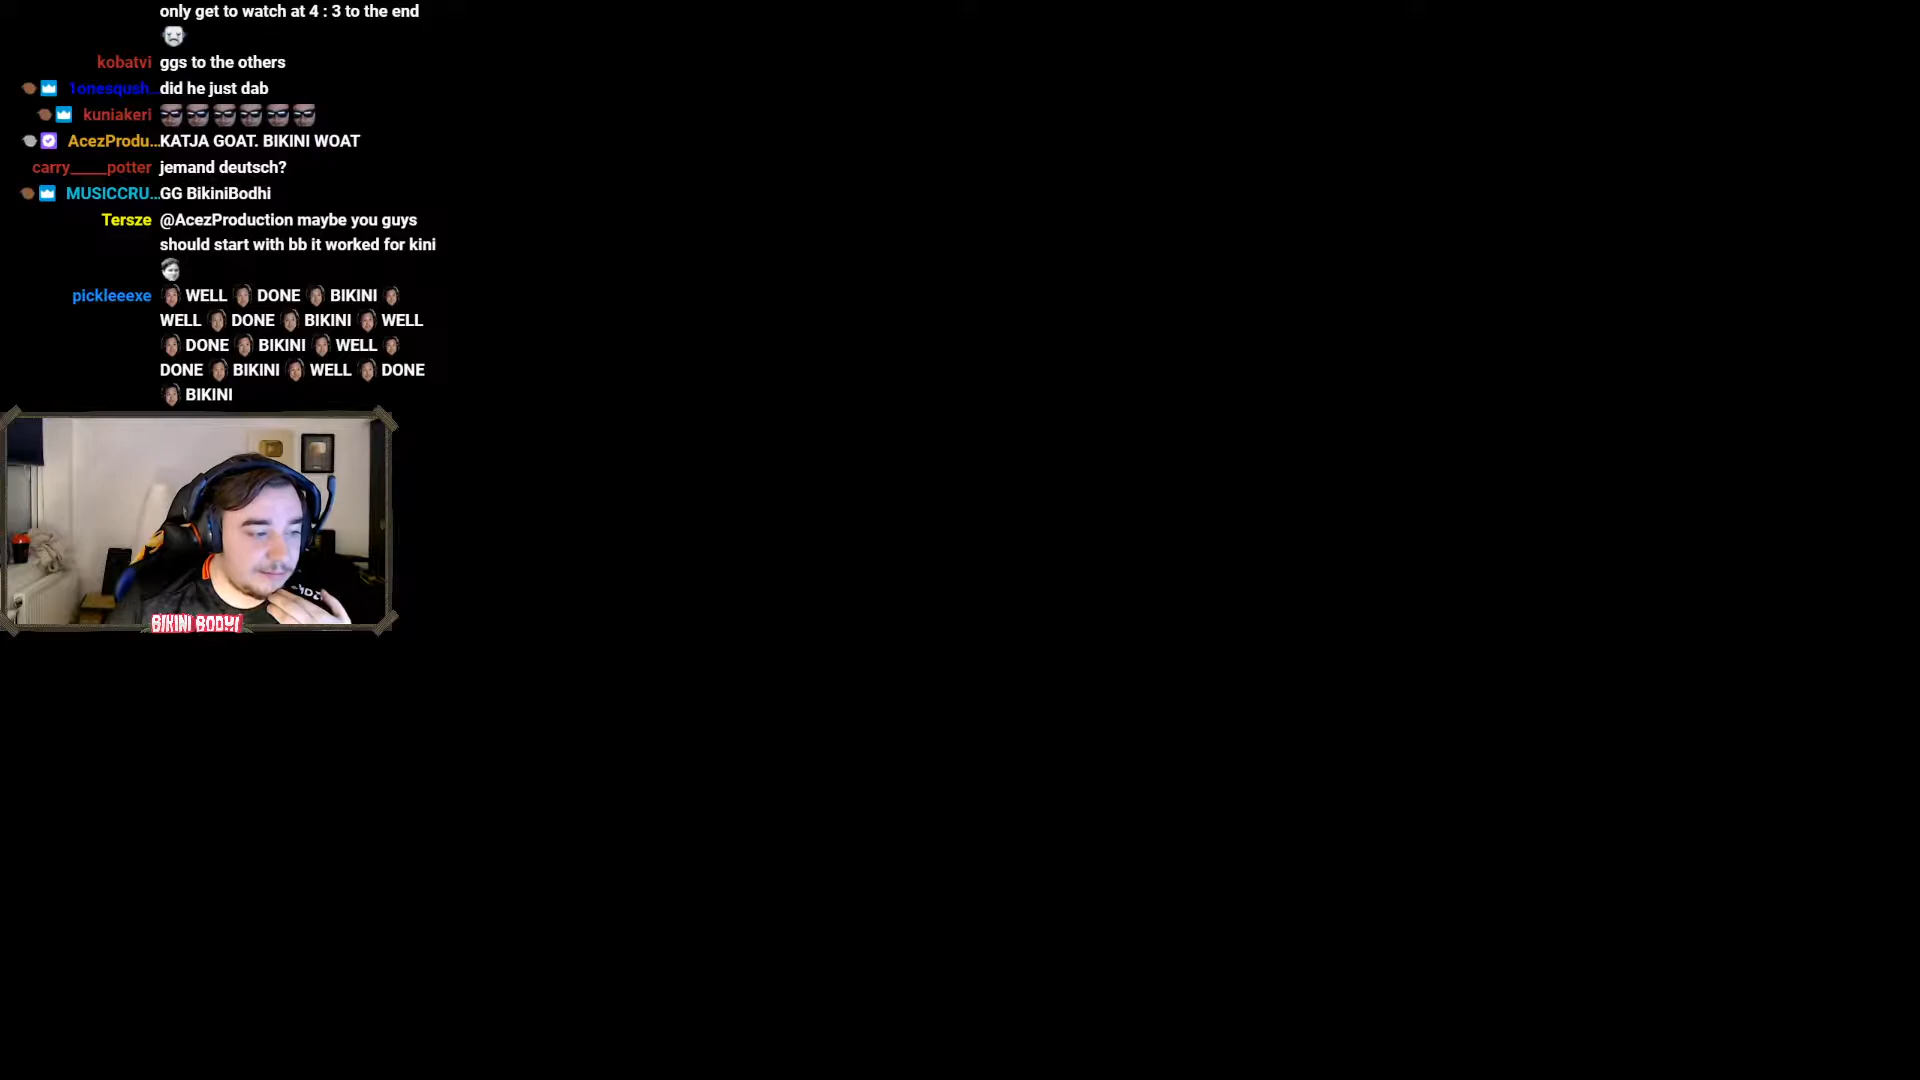 only get to watch at 4 : 3 to the end
kobatvi ggs to the others
1onesqush... did he just dab
kuniakeri
AcezProdu... KATJA GOAT. BIKINI WOAT
carry_____potter jemand deutsch?
MUSICCRU... GG BikiniBodhi
Tersze @AcezProduction maybe you guys
should start with bb it worked for kini
pickleeexe WELL DONE BIKINI
WELL DONE BIKINI WELL
DONE BIKINI WELL
DONE BIKINI WELL DONE
BIKINI
BIKINI BODHI